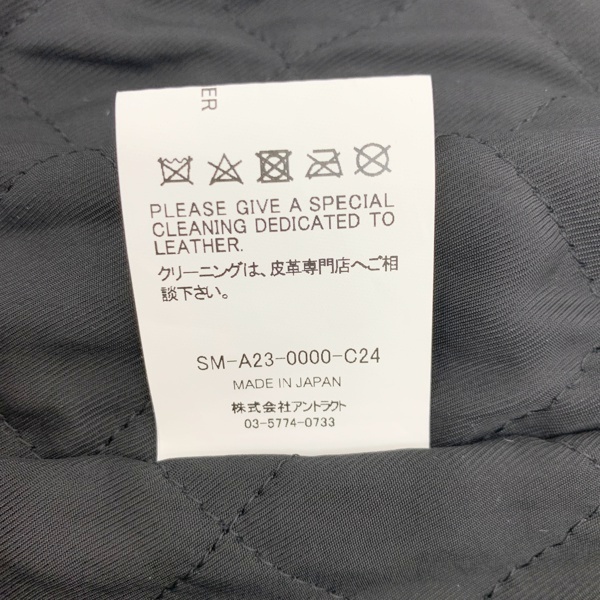 ER
PLEASE GIVE A SPECIAL
CLEANING DEDICATED TO
LEATHER.
クリーニングは、皮革専門店へご相
談下さい。
SM-A23-0000-C24
MADE IN JAPAN
株式会社アントラクト
03-5774-0733